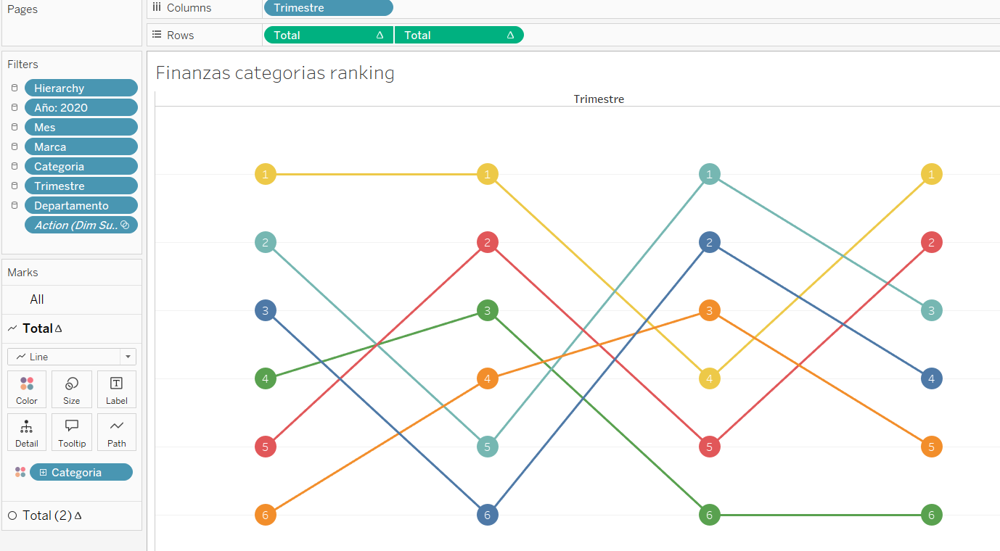 Pages
Columns
Trimestre
Rows
Total Δ
Total Δ
Filters
Hierarchy
Año: 2020
Mes
Marca
Categoria
Trimestre
Departamento
Action (Dim Su..
Marks
All
Total Δ
Line
Color
Size
Label
Detail
Tooltip
Path
Categoria
Total (2) Δ
Finanzas categorias ranking
Trimestre
1 1 1 1
2 2 2 2
3 3 3 3
4 4 4 4
5 5 5 5
6 6 6 6